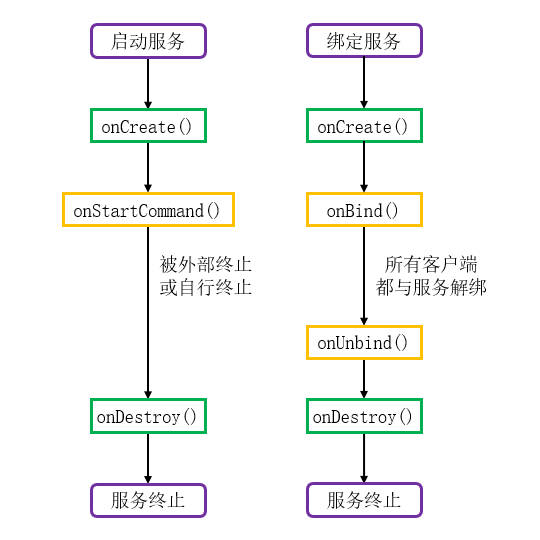 启动服务
onCreate()
onStartCommand()
被外部终止
或自行终止
onDestroy()
服务终止
绑定服务
onCreate()
onBind()
所有客户端
都与服务解绑
onUnbind()
onDestroy()
服务终止